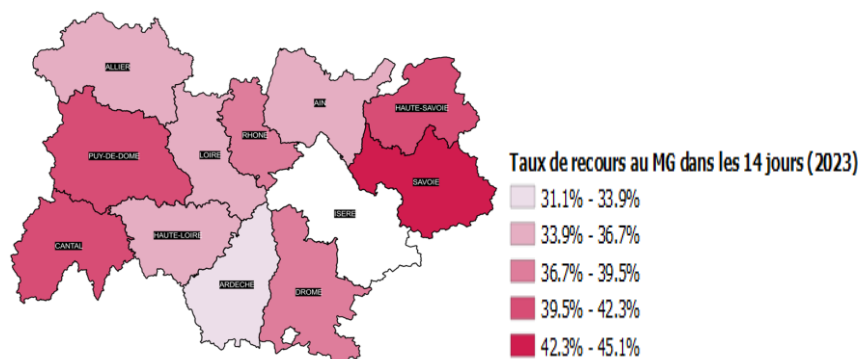 ALLIER
AIN
HAUTE-SAVOIE
RHONE
PUY-DE-DOME
LOIRE
SAVOIE
ISERE
HAUTE-LOIRE
CANTAL
ARDECHE
DROME
Taux de recours au MG dans les 14 jours (2023)
31.1% - 33.9%
33.9% - 36.7%
36.7% - 39.5%
39.5% - 42.3%
42.3% - 45.1%